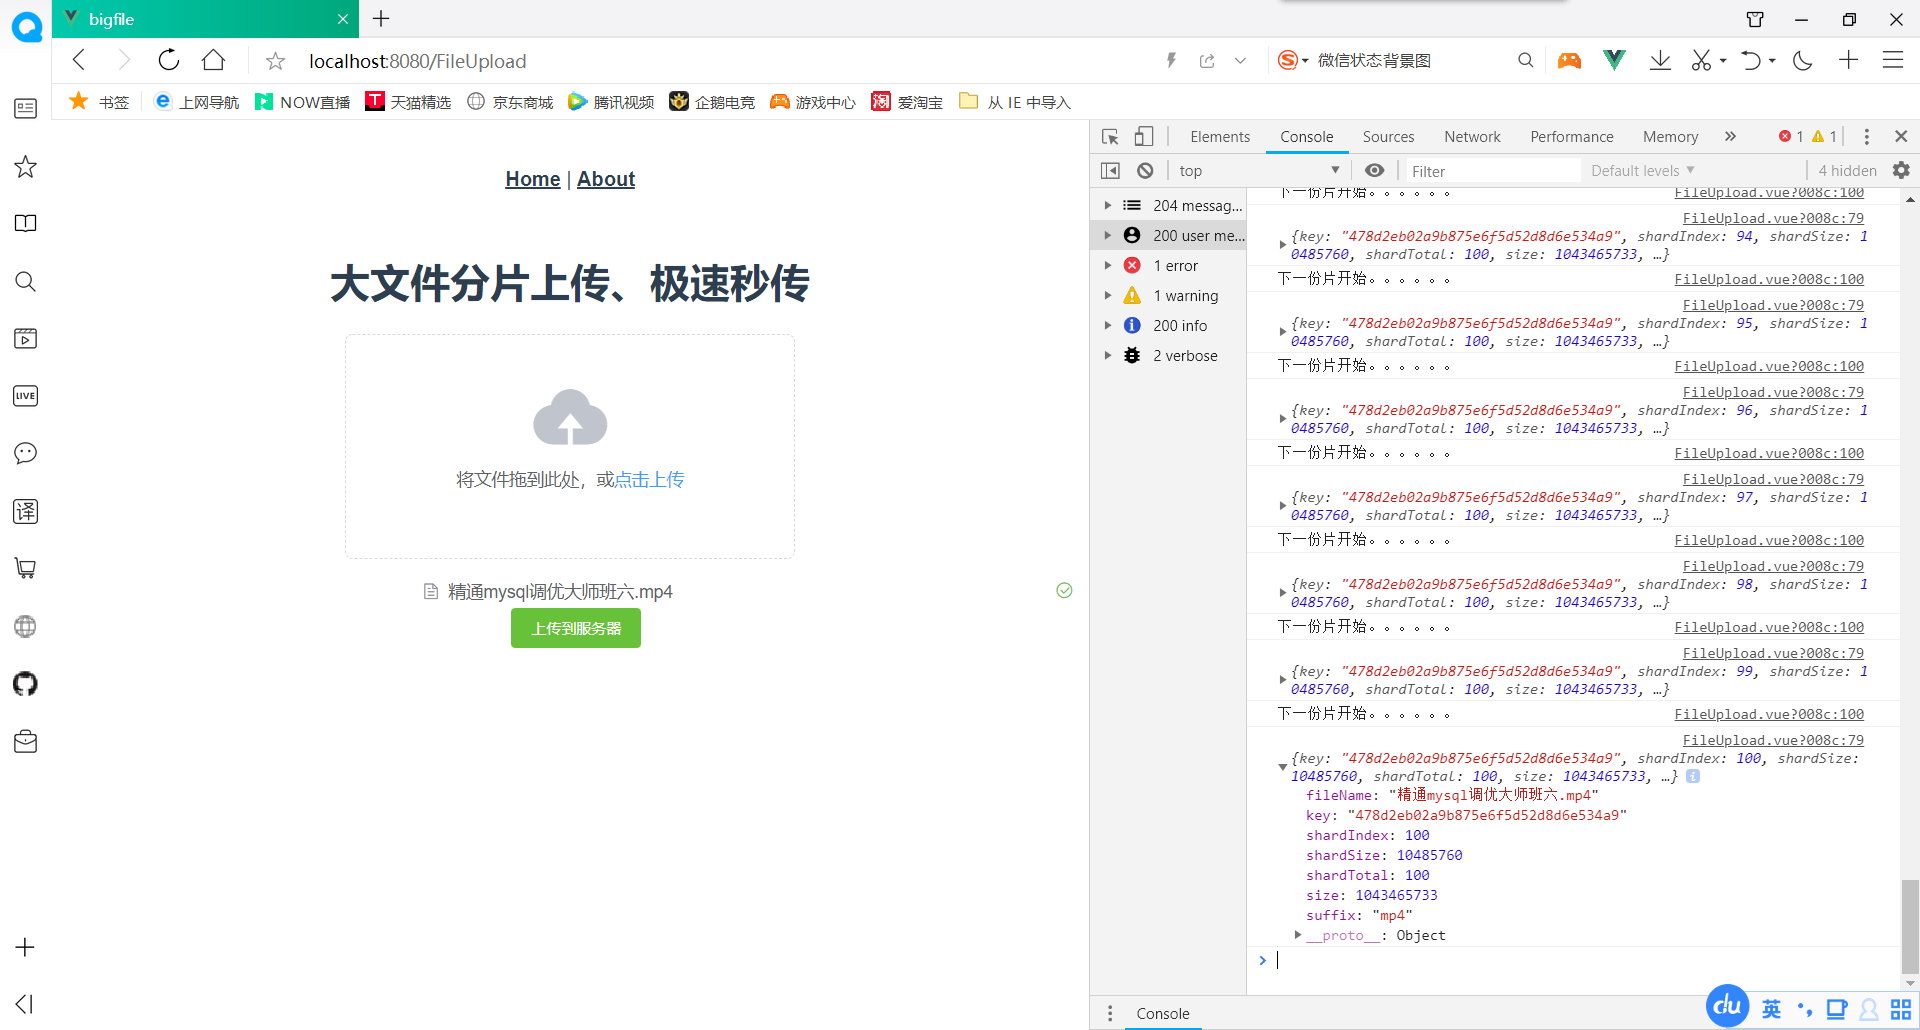 bigfile
localhost:8080/FileUpload
微信状态背景图
书签
上网导航
NOW直播
天猫精选
京东商城
腾讯视频
企鹅电竞
游戏中心
爱淘宝
从 IE 中导入
LIVE
译
Home | About
大文件分片上传、极速秒传
将文件拖到此处，或点击上传
精通mysql调优大师班六.mp4
上传到服务器
Elements Console Sources Network Performance Memory 1 1
top Filter Default levels 4 hidden
204 messag...
200 user me...
1 error
1 warning
200 info
2 verbose
下一份片开始。。。。。。 FileUpload.vue?008c:100
FileUpload.vue?008c:79
{key: "478d2eb02a9b875e6f5d52d8d6e534a9", shardIndex: 94, shardSize: 1
0485760, shardTotal: 100, size: 1043465733, …}
下一份片开始。。。。。。 FileUpload.vue?008c:100
FileUpload.vue?008c:79
{key: "478d2eb02a9b875e6f5d52d8d6e534a9", shardIndex: 95, shardSize: 1
0485760, shardTotal: 100, size: 1043465733, …}
下一份片开始。。。。。。 FileUpload.vue?008c:100
FileUpload.vue?008c:79
{key: "478d2eb02a9b875e6f5d52d8d6e534a9", shardIndex: 96, shardSize: 1
0485760, shardTotal: 100, size: 1043465733, …}
下一份片开始。。。。。。 FileUpload.vue?008c:100
FileUpload.vue?008c:79
{key: "478d2eb02a9b875e6f5d52d8d6e534a9", shardIndex: 97, shardSize: 1
0485760, shardTotal: 100, size: 1043465733, …}
下一份片开始。。。。。。 FileUpload.vue?008c:100
FileUpload.vue?008c:79
{key: "478d2eb02a9b875e6f5d52d8d6e534a9", shardIndex: 98, shardSize: 1
0485760, shardTotal: 100, size: 1043465733, …}
下一份片开始。。。。。。 FileUpload.vue?008c:100
FileUpload.vue?008c:79
{key: "478d2eb02a9b875e6f5d52d8d6e534a9", shardIndex: 99, shardSize: 1
0485760, shardTotal: 100, size: 1043465733, …}
下一份片开始。。。。。。 FileUpload.vue?008c:100
FileUpload.vue?008c:79
{key: "478d2eb02a9b875e6f5d52d8d6e534a9", shardIndex: 100, shardSize:
10485760, shardTotal: 100, size: 1043465733, …}
fileName: "精通mysql调优大师班六.mp4"
key: "478d2eb02a9b875e6f5d52d8d6e534a9"
shardIndex: 100
shardSize: 10485760
shardTotal: 100
size: 1043465733
suffix: "mp4"
__proto__: Object
Console
du 英